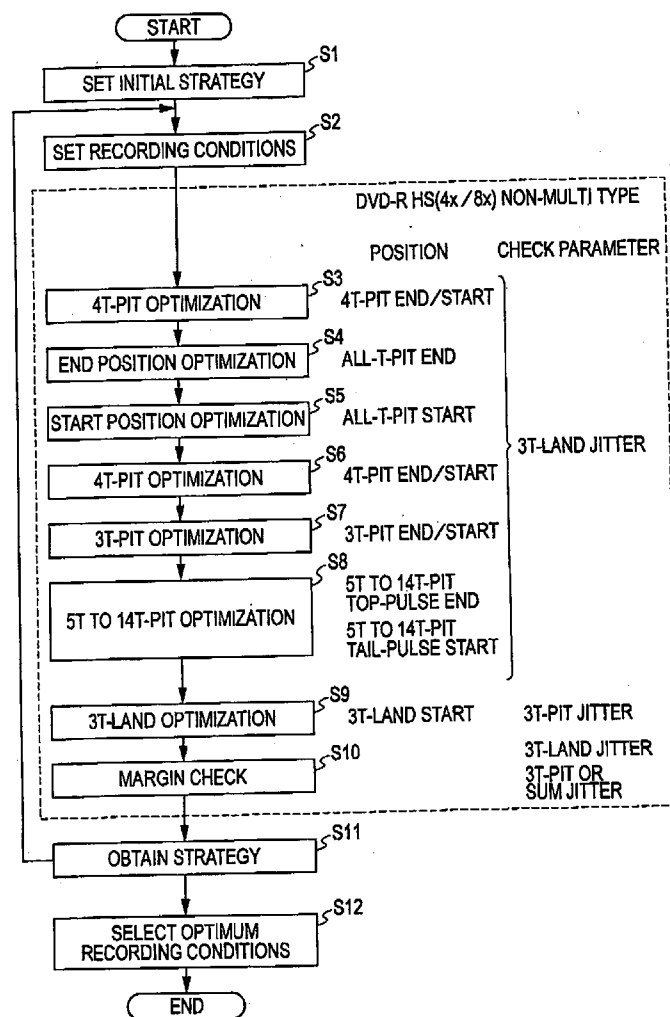 START
S1
SET INITIAL STRATEGY
S2
SET RECORDING CONDITIONS
DVD-R HS(4x/8x) NON-MULTI TYPE
POSITION CHECK PARAMETER
S3
4T-PIT OPTIMIZATION 4T-PIT END/START
S4
END POSITION OPTIMIZATION ALL-T-PIT END
S5
START POSITION OPTIMIZATION ALL-T-PIT START
3T-LAND JITTER
S6
4T-PIT OPTIMIZATION 4T-PIT END/START
S7
3T-PIT OPTIMIZATION 3T-PIT END/START
S8
5T TO 14T-PIT OPTIMIZATION
5T TO 14T-PIT
TOP-PULSE END
5T TO 14T-PIT
TAIL-PULSE START
S9
3T-LAND OPTIMIZATION 3T-LAND START 3T-PIT JITTER
S10
MARGIN CHECK
3T-LAND JITTER
3T-PIT OR
SUM JITTER
S11
OBTAIN STRATEGY
S12
SELECT OPTIMUM
RECORDING CONDITIONS
END